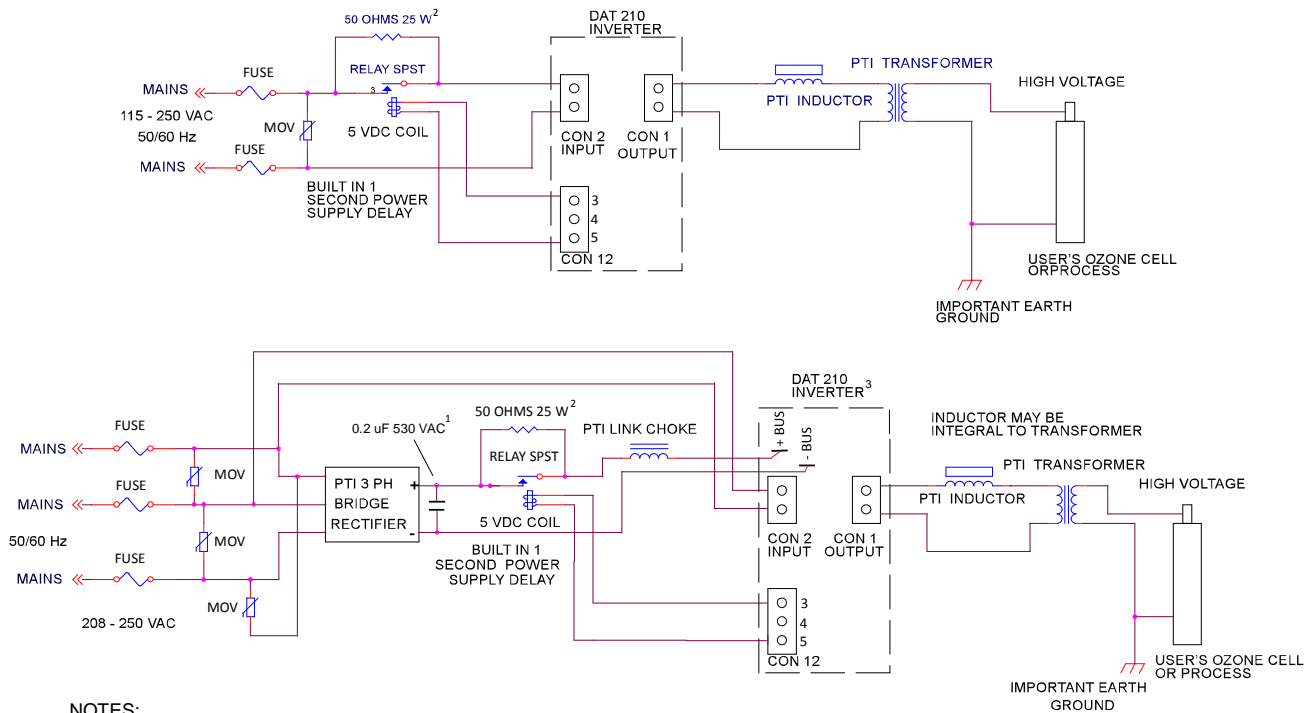 50 OHMS 25 W2
DAT 210
INVERTER
RELAY SPST
PTI TRANSFORMER
HIGH VOLTAGE
MAINS
FUSE
3
PTI INDUCTOR
115 - 250 VAC
50/60 Hz
MOV
5 VDC COIL
CON 2
INPUT
CON 1
OUTPUT
FUSE
MAINS
BUILT IN 1
SECOND POWER
SUPPLY DELAY
3
4
5
CON 12
USER'S OZONE CELL
ORPROCESS
IMPORTANT EARTH
GROUND
DAT 210
INVERTER3
50 OHMS 25 W2
0.2 uF 530 VAC1
PTI LINK CHOKE
+ BUS
- BUS
INDUCTOR MAY BE
INTEGRAL TO TRANSFORMER
FUSE
MAINS
RELAY SPST
PTI TRANSFORMER
MOV
PTI 3 PH
BRIDGE
RECTIFIER
+
-
HIGH VOLTAGE
FUSE
MAINS
PTI INDUCTOR
5 VDC COIL
50/60 Hz
MOV
CON 2
INPUT
CON 1
OUTPUT
BUILT IN 1
SECOND POWER
SUPPLY DELAY
FUSE
MAINS
MOV
208 - 250 VAC
3
4
5
CON 12
USER'S OZONE CELL
OR PROCESS
IMPORTANT EARTH
GROUND
NOTES: